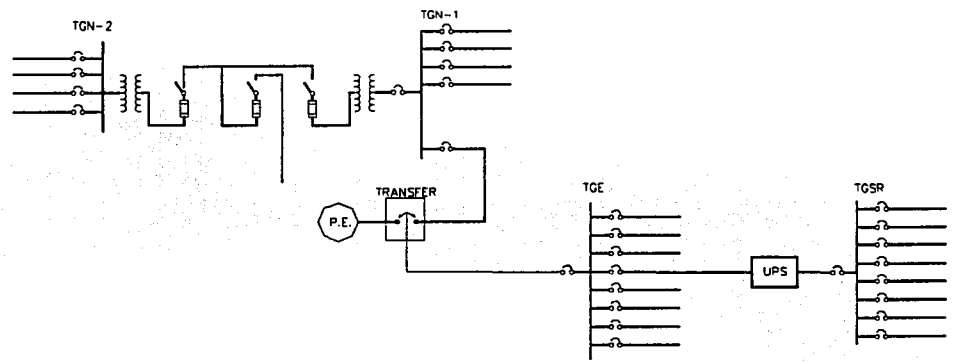 TGN-2
TGN-1
TRANSFER
P.E.
TGE
UPS
TGSR